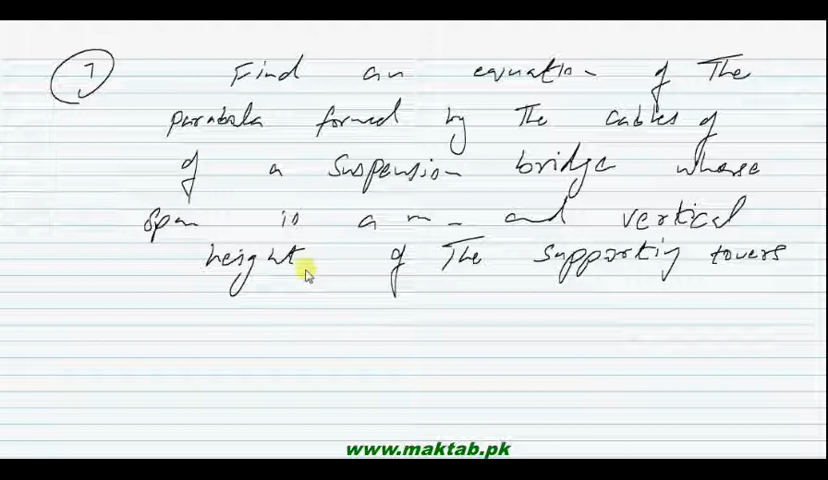 7 Find an equation of The
parabola formed by The cables of
of a suspension bridge whose
span is a m and vertical
height of The supporting towers
www.maktab.pk